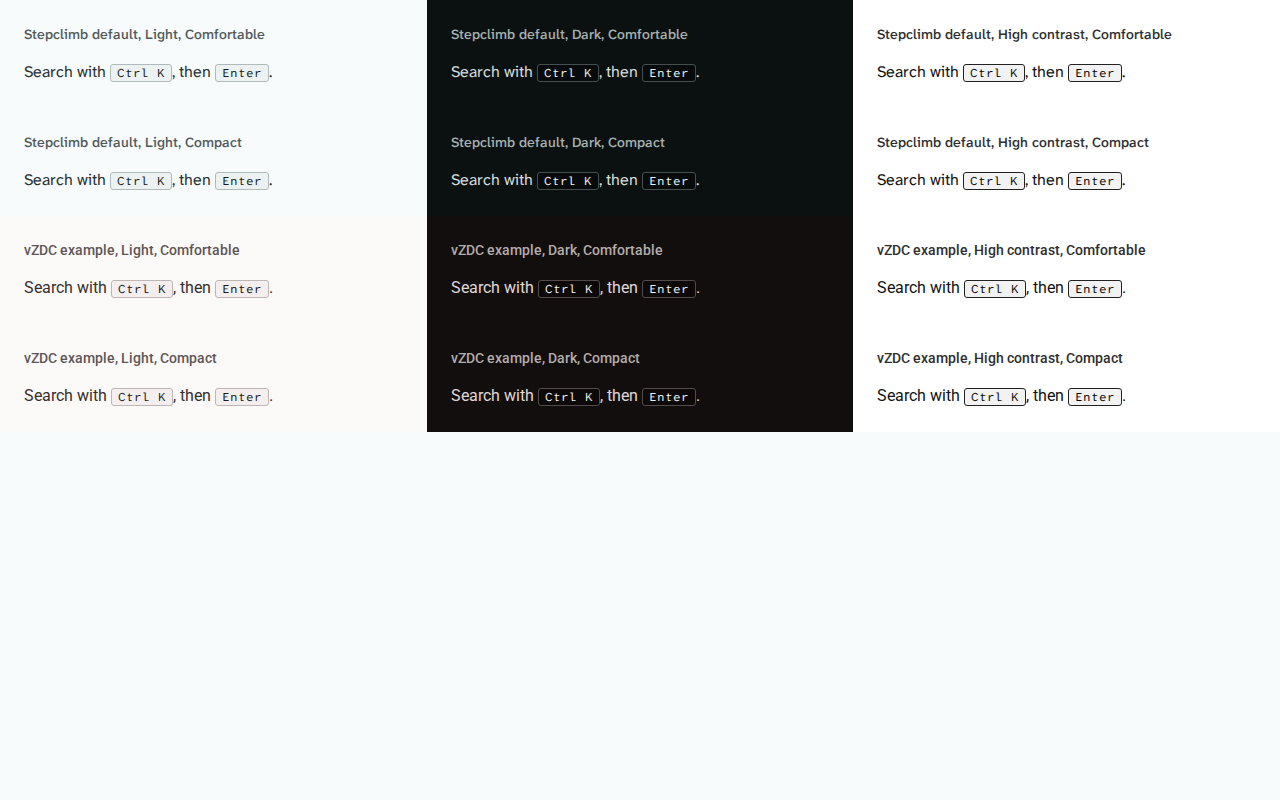 Stepclimb default, Light, Comfortable
Search with Ctrl K, then Enter.
Stepclimb default, Dark, Comfortable
Search with Ctrl K, then Enter.
Stepclimb default, High contrast, Comfortable
Search with Ctrl K, then Enter.
Stepclimb default, Light, Compact
Search with Ctrl K, then Enter.
Stepclimb default, Dark, Compact
Search with Ctrl K, then Enter.
Stepclimb default, High contrast, Compact
Search with Ctrl K, then Enter.
vZDC example, Light, Comfortable
Search with Ctrl K, then Enter.
vZDC example, Dark, Comfortable
Search with Ctrl K, then Enter.
vZDC example, High contrast, Comfortable
Search with Ctrl K, then Enter.
vZDC example, Light, Compact
Search with Ctrl K, then Enter.
vZDC example, Dark, Compact
Search with Ctrl K, then Enter.
vZDC example, High contrast, Compact
Search with Ctrl K, then Enter.